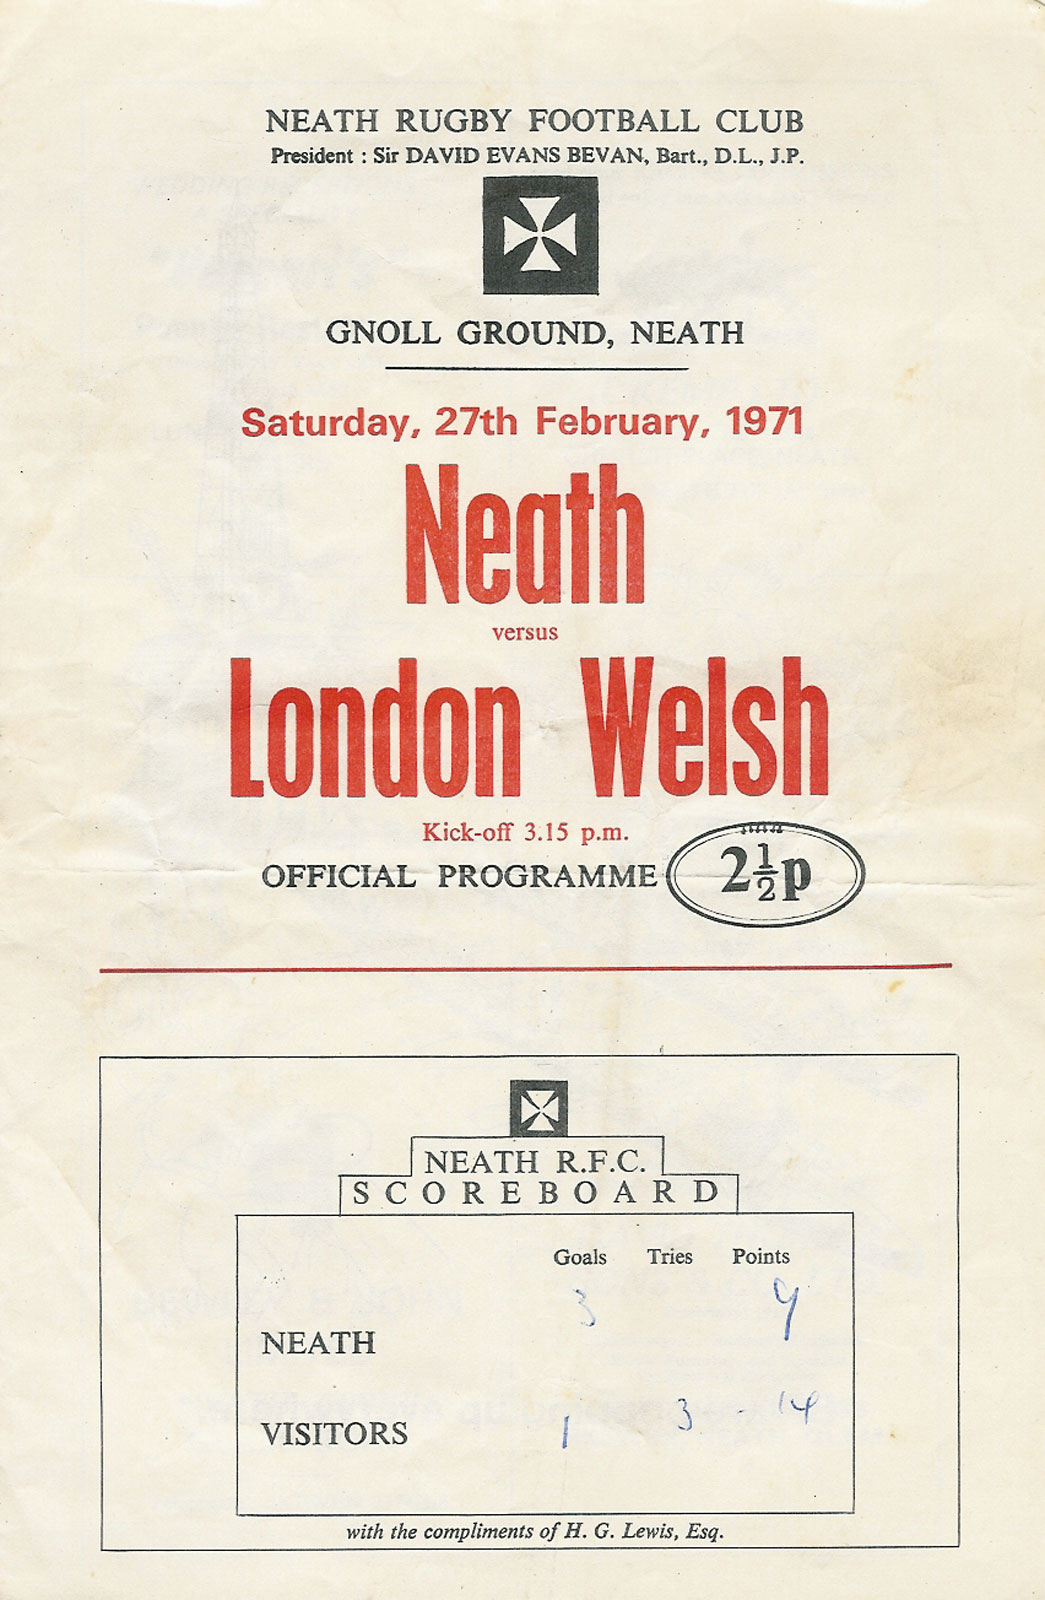 NEATH RUGBY FOOTBALL CLUB
President : Sir DAVID EVANS BEVAN, Bart., D.L., J.P.
GNOLL GROUND, NEATH
Saturday, 27th February, 1971
Neath
versus
London Welsh
Kick-off 3.15 p.m.
OFFICIAL PROGRAMME 2½p
NEATH R.F.C.
SCOREBOARD
Goals Tries Points
NEATH 3 9
VISITORS 1 3 - 14
with the compliments of H. G. Lewis, Esq.